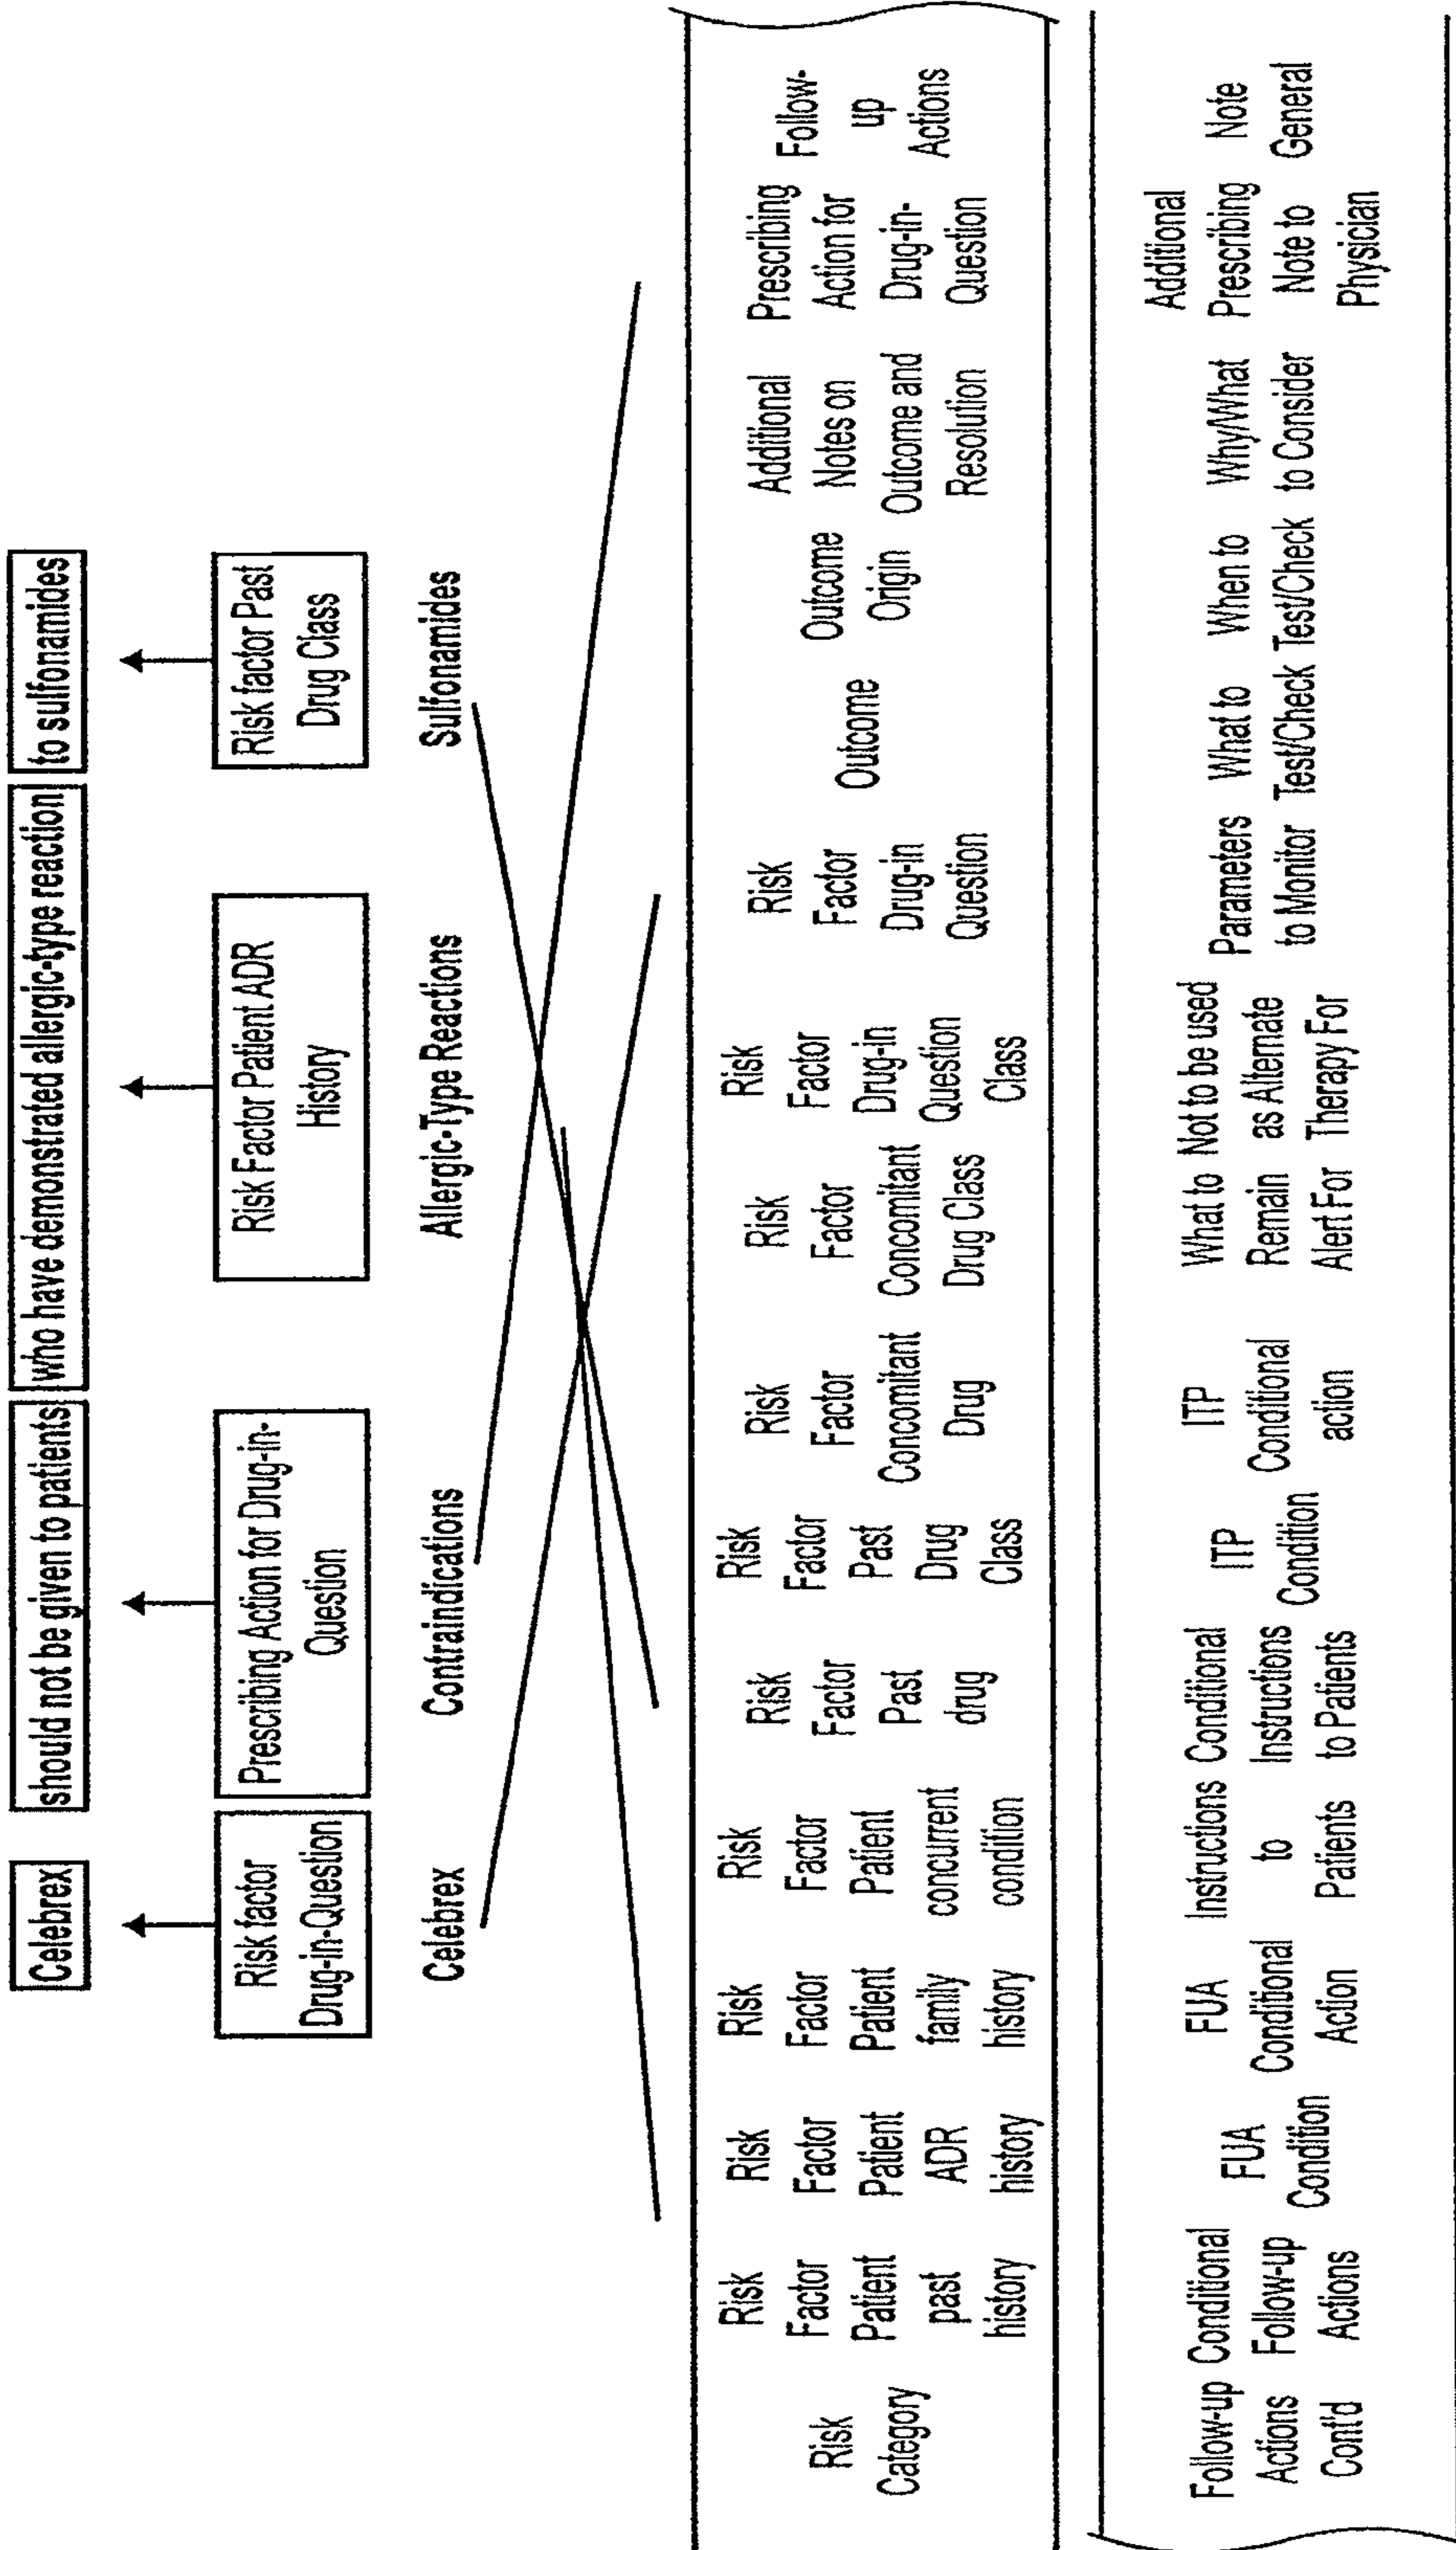 Celebrex
should not be given to patients
who have demonstrated allergic-type reaction
to sulfonamides
Risk factor
Drug-in-Question
Prescribing Action for Drug-in-
Question
Risk Factor Patient ADR
History
Risk factor Past
Drug Class
Celebrex
Contraindications
Allergic-Type Reactions
Sulfonamides
Risk
Category
Risk
Factor
Patient
past
history
Risk
Factor
Patient
ADR
history
Risk
Factor
Patient
family
history
Risk
Factor
Patient
concurrent
condition
Risk
Factor
Past
drug
Risk
Factor
Past
Drug
Class
Risk
Factor
Concomitant
Drug
Risk
Factor
Concomitant
Drug Class
Risk
Factor
Drug-in
Question
Class
Risk
Factor
Drug-in
Question
Outcome
Outcome
Origin
Additional
Notes on
Outcome and
Resolution
Prescribing
Action for
Drug-in-
Question
Follow-
up
Actions
Follow-up
Actions
Cont'd
Conditional
Follow-up
Actions
FUA
Condition
FUA
Conditional
Action
Instructions
to
Patients
Conditional
Instructions
to Patients
ITP
Condition
ITP
Conditional
action
What to
Remain
Alert For
Not to be used
as Alternate
Therapy For
Parameters
to Monitor
What to
Test/Check
When to
Test/Check
Why/What
to Consider
Additional
Prescribing
Note to
Physician
Note
General